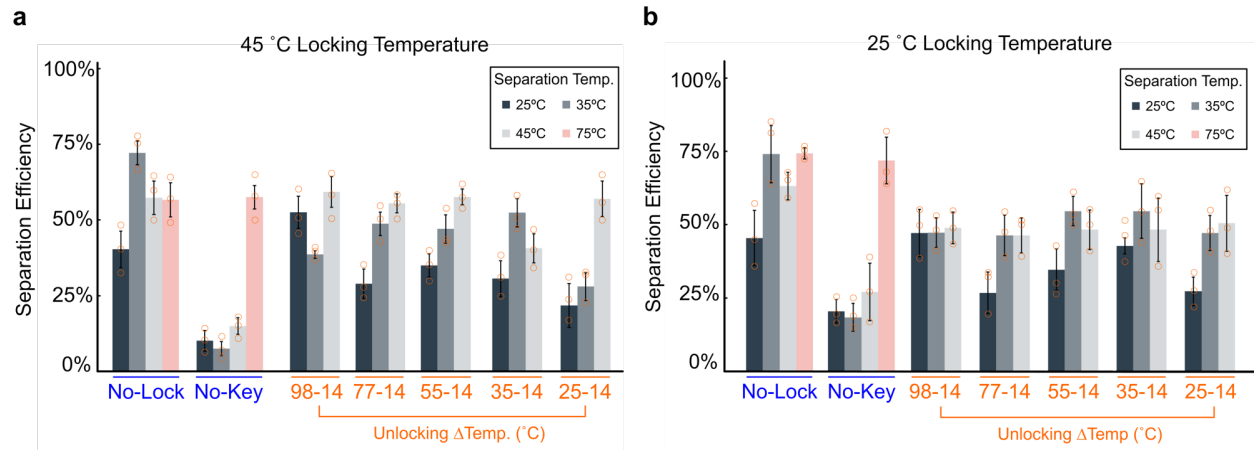 a
45 °C Locking Temperature
Separation Efficiency
100%
75%
50%
25%
0%
Separation Temp.
25ºC 35ºC
45ºC 75ºC
No-Lock No-Key 98-14 77-14 55-14 35-14 25-14
Unlocking ΔTemp. (˚C)
b
25 ˚C Locking Temperature
Separation Efficiency
100%
75%
50%
25%
0%
Separation Temp.
25ºC 35ºC
45ºC 75ºC
No-Lock No-Key 98-14 77-14 55-14 35-14 25-14
Unlocking ΔTemp (˚C)